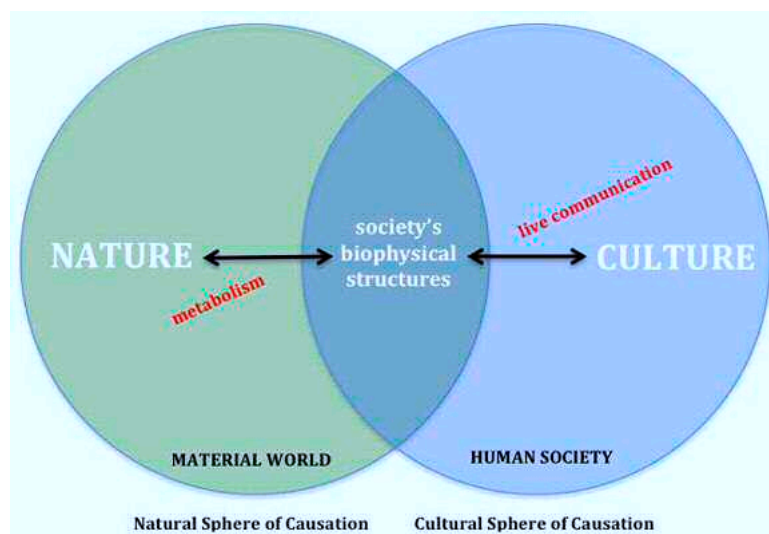 live communication
society's
biophysical
structures
NATURE
CULTURE
metabolism
MATERIAL WORLD
HUMAN SOCIETY
Natural Sphere of Causation
Cultural Sphere of Causation